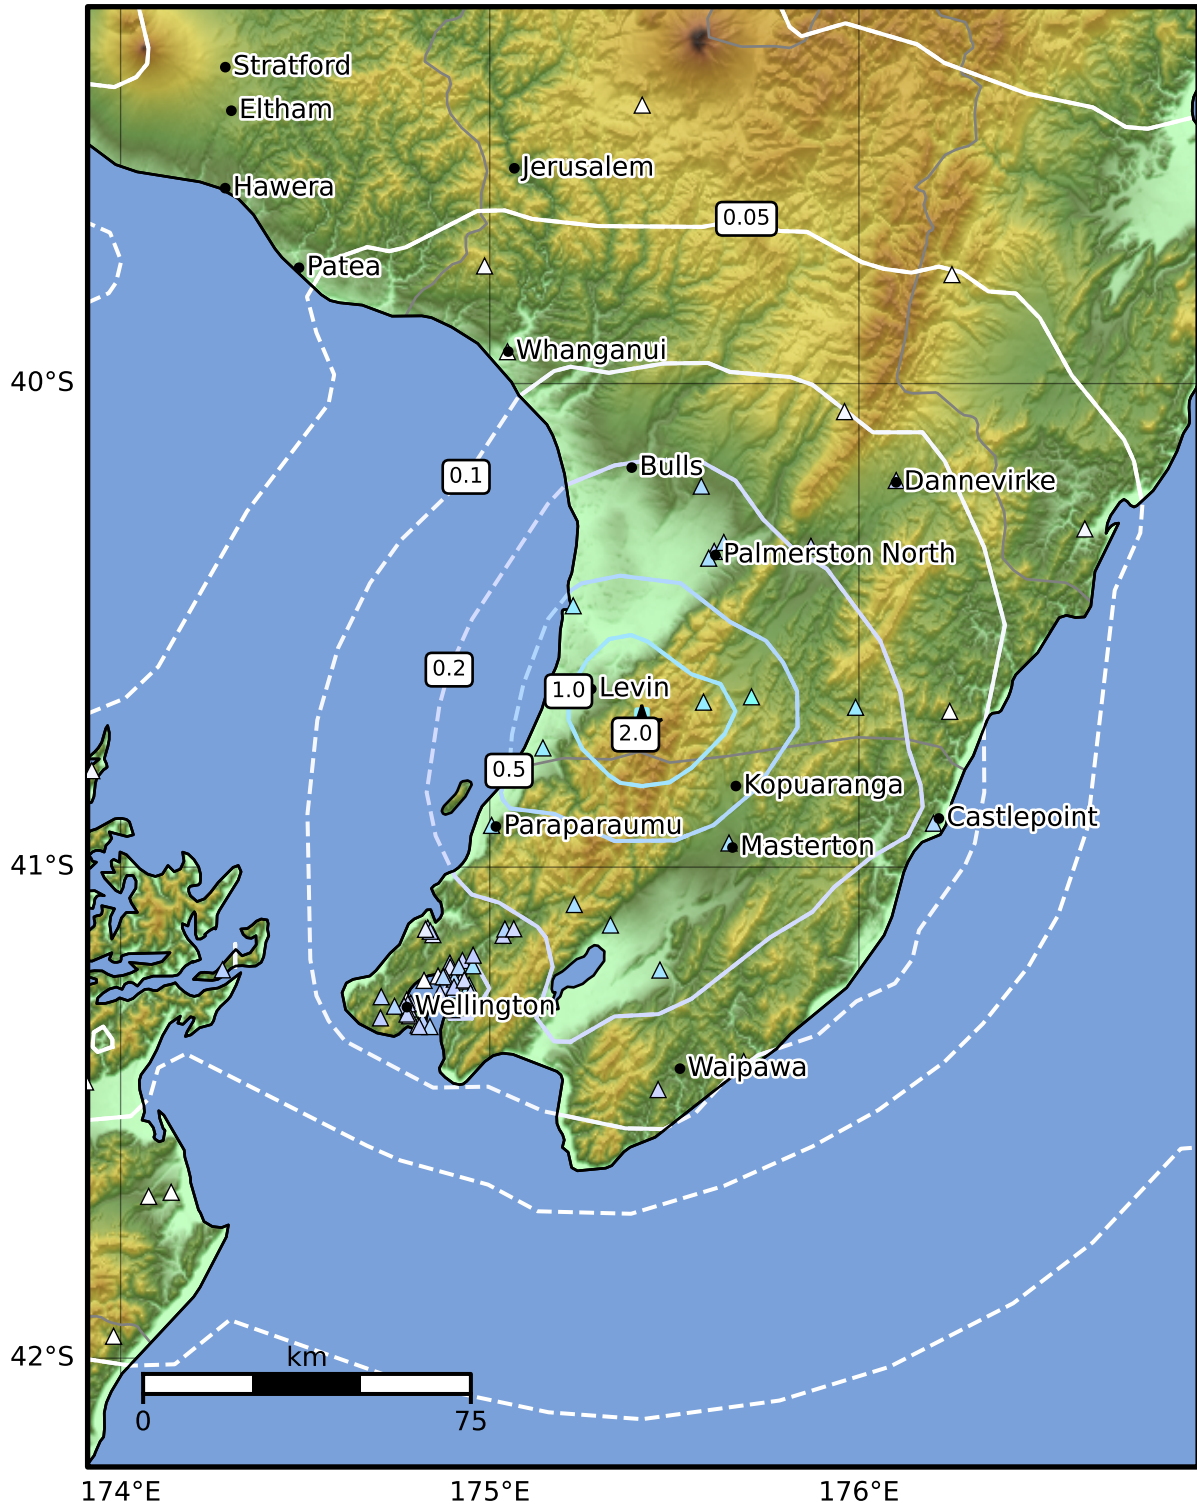 Stratford
Eltham
Jerusalem
Hawera
0.05
Patea
Whanganui
40°S
Bulls
0.1
Dannevirke
Palmerston North
0.2
1.0
Levin
2.0
0.5
Kopuaranga
Castlepoint
Paraparaumu
Masterton
41°S
Wellington
Waipawa
42°S
km
0
75
174°E
175°E
176°E